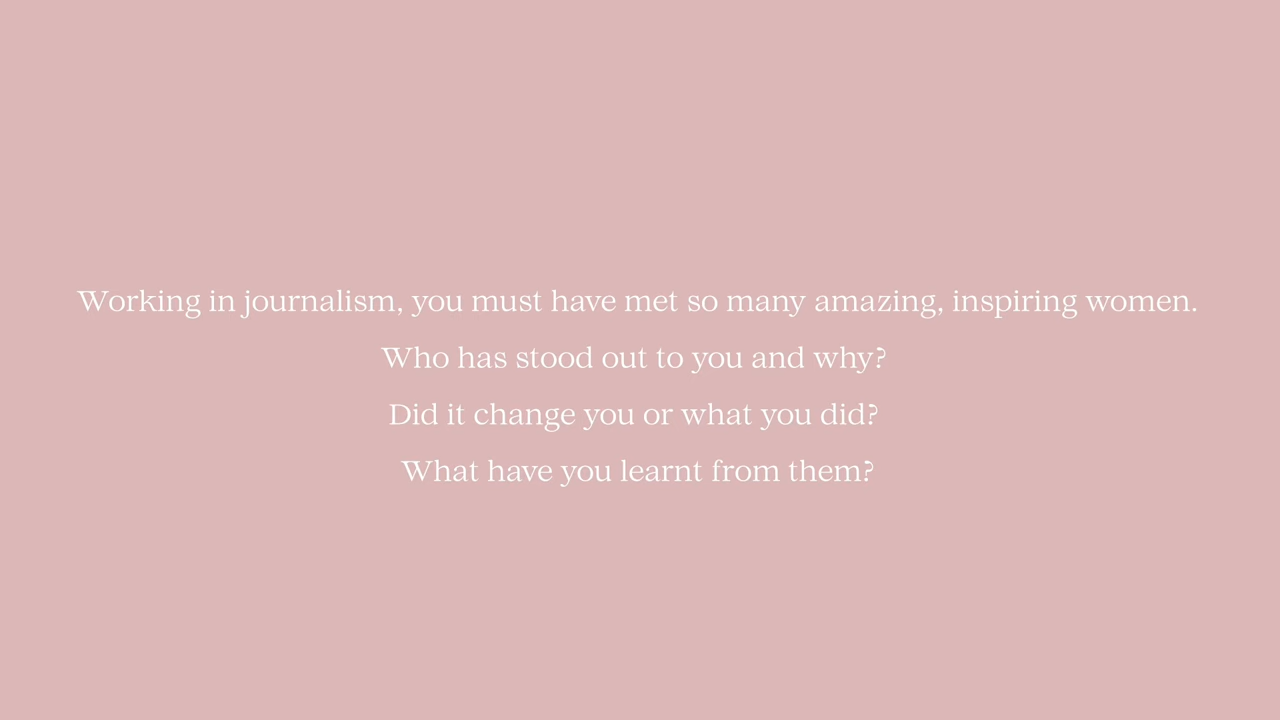 Working in journalism, you must have met so many amazing, inspiring women.
Who has stood out to you and why?
Did it change you or what you did?
What have you learnt from them?